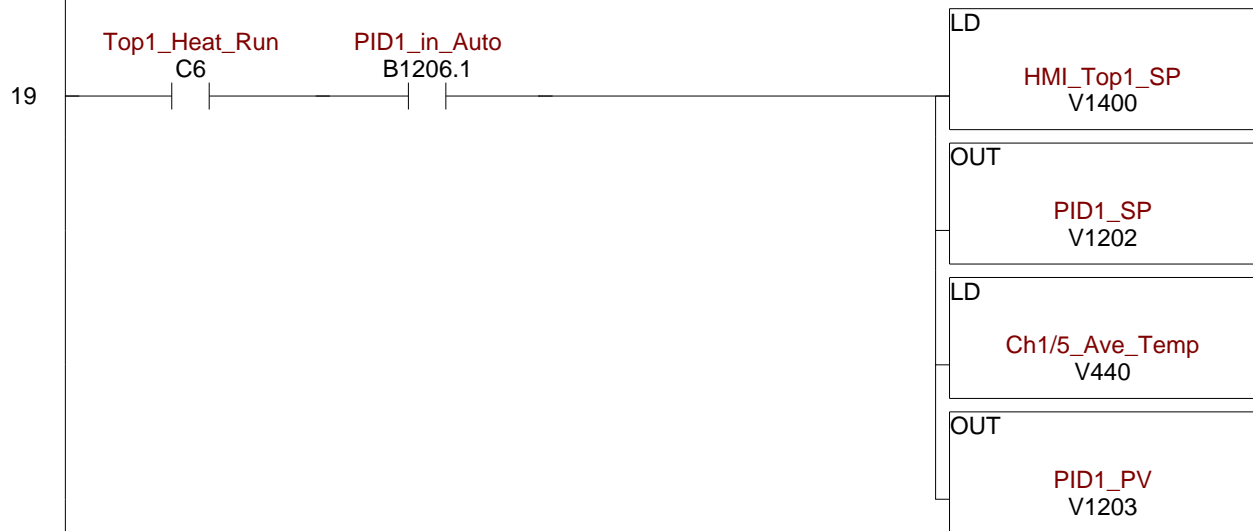 LD
Top1_Heat_Run PID1_in_Auto
C6 B1206.1
HMI_Top1_SP
V1400
19
OUT
PID1_SP
V1202
LD
Ch1/5_Ave_Temp
V440
OUT
PID1_PV
V1203